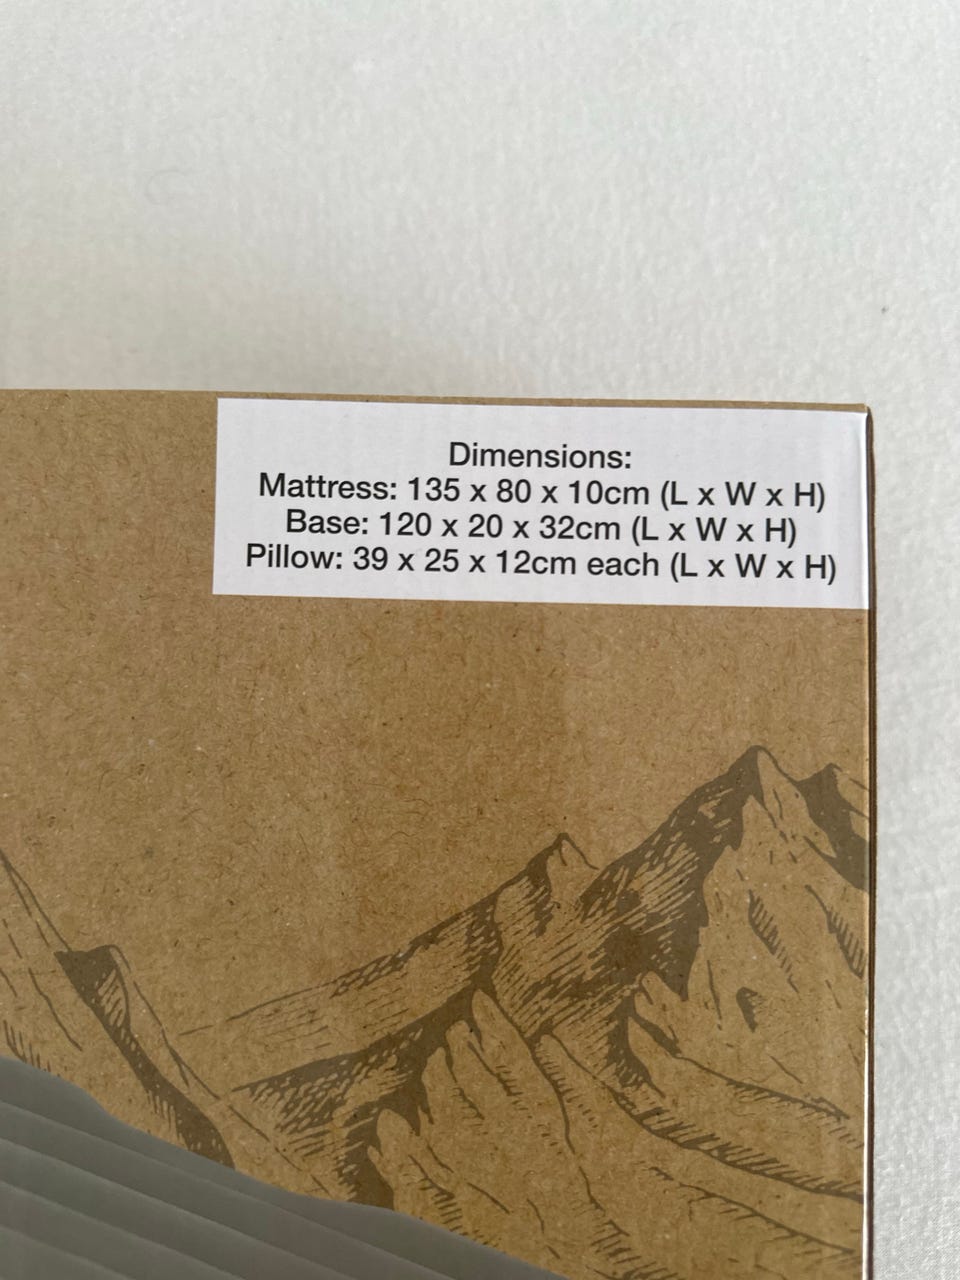 Dimensions:
Mattress: 135 x 80 x 10cm (L x W x H)
Base: 120 x 20 x 32cm (L x W x H)
Pillow: 39 x 25 x 12cm each (L x W x H)